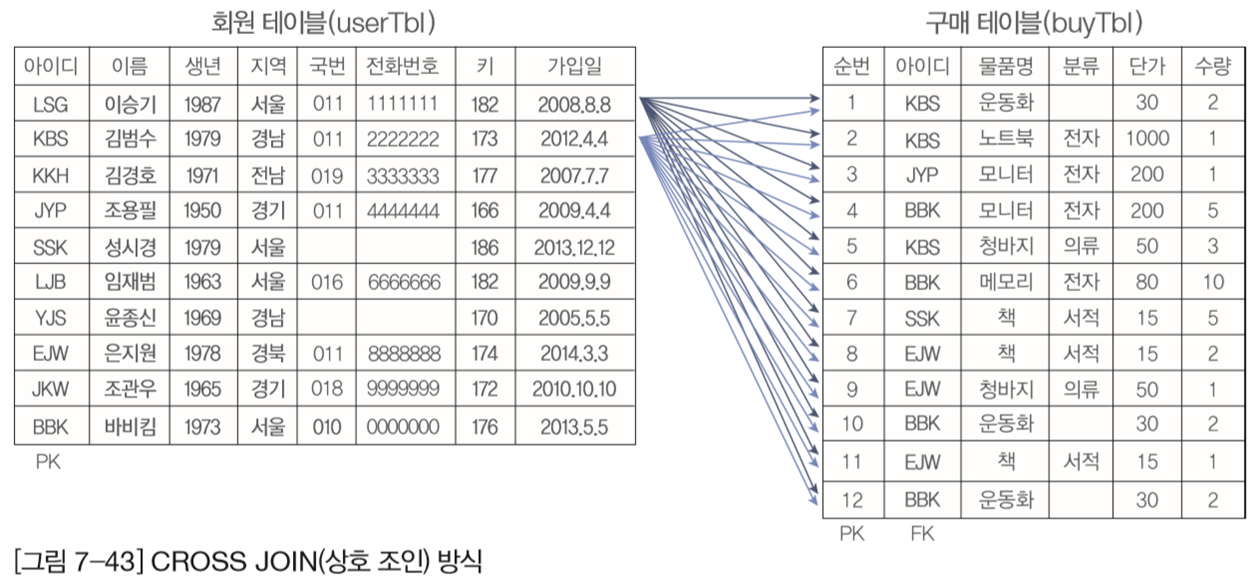 회원 테이블(userTbl)
아이디 이름 생년 지역 국번 전화번호 키 가입일
LSG 이승기 1987 서울 011 1111111 182 2008.8.8
KBS 김범수 1979 경남 011 2222222 173 2012.4.4
KKH 김경호 1971 전남 019 3333333 177 2007.7.7
JYP 조용필 1950 경기 011 4444444 166 2009.4.4
SSK 성시경 1979 서울 186 2013.12.12
LJB 임재범 1963 서울 016 6666666 182 2009.9.9
YJS 윤종신 1969 경남 170 2005.5.5
EJW 은지원 1978 경북 011 8888888 174 2014.3.3
JKW 조관우 1965 경기 018 9999999 172 2010.10.10
BBK 바비킴 1973 서울 010 0000000 176 2013.5.5
PK
구매 테이블(buyTbl)
순번 아이디 물품명 분류 단가 수량
1 KBS 운동화 30 2
2 KBS 노트북 전자 1000 1
3 JYP 모니터 전자 200 1
4 BBK 모니터 전자 200 5
5 KBS 청바지 의류 50 3
6 BBK 메모리 전자 80 10
7 SSK 책 서적 15 5
8 EJW 책 서적 15 2
9 EJW 청바지 의류 50 1
10 BBK 운동화 30 2
11 EJW 책 서적 15 1
12 BBK 운동화 30 2
PK FK
[그림 7-43] CROSS JOIN(상호 조인) 방식